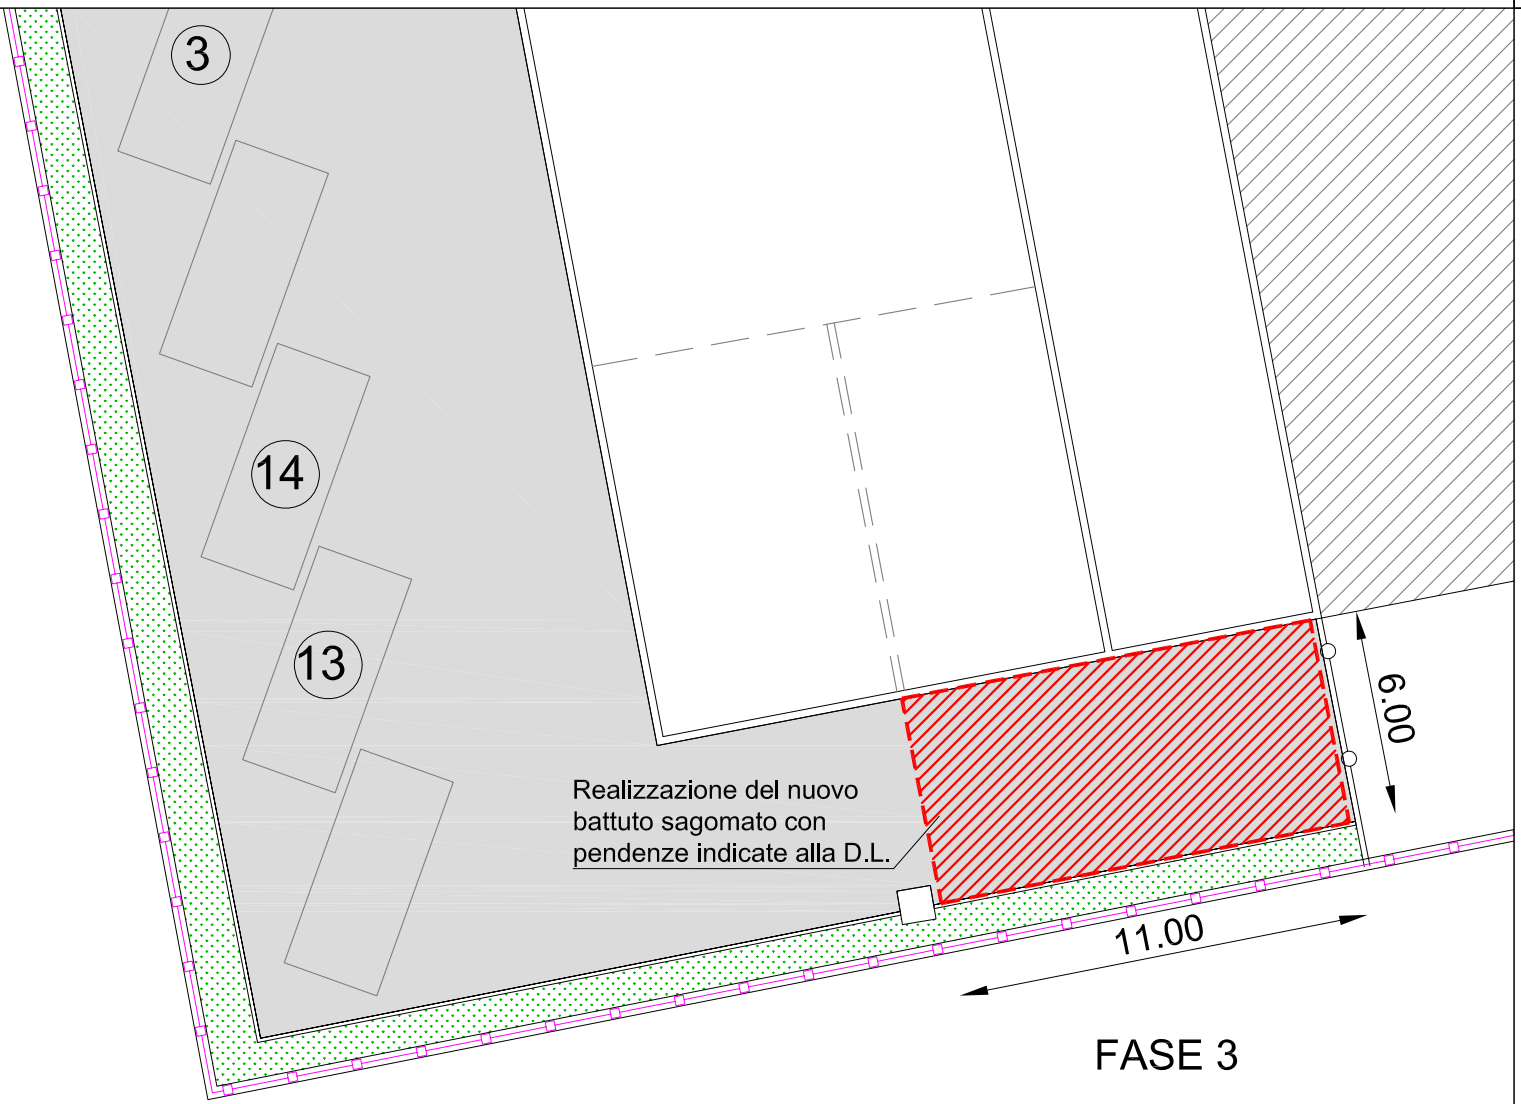 3
14
13
Realizzazione del nuovo
battuto sagomato con
pendenze indicate alla D.L.
6.00
11.00
FASE 3